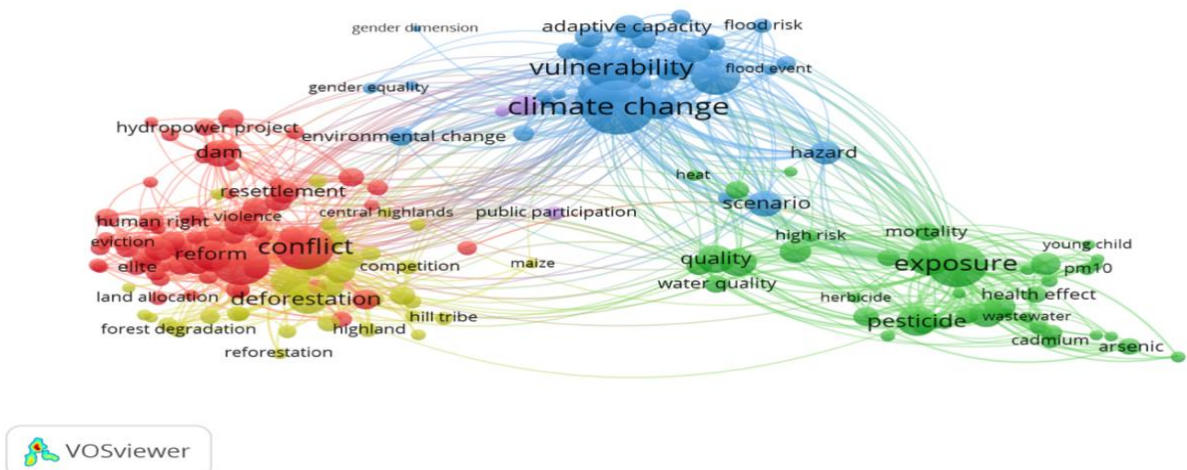 gender dimension
adaptive capacity
flood risk
vulnerability
flood event
gender equality
climate change
hydropower project
environmental change
dam
hazard
heat
resettlement
scenario
human right
violence
central highlands
public participation
eviction
reform
conflict
high risk
mortality
young child
elite
competition
maize
quality
exposure
pm10
water quality
land allocation
deforestation
herbicide
health effect
forest degradation
highland
hill tribe
pesticide
wastewater
reforestation
cadmium
arsenic
VOSviewer